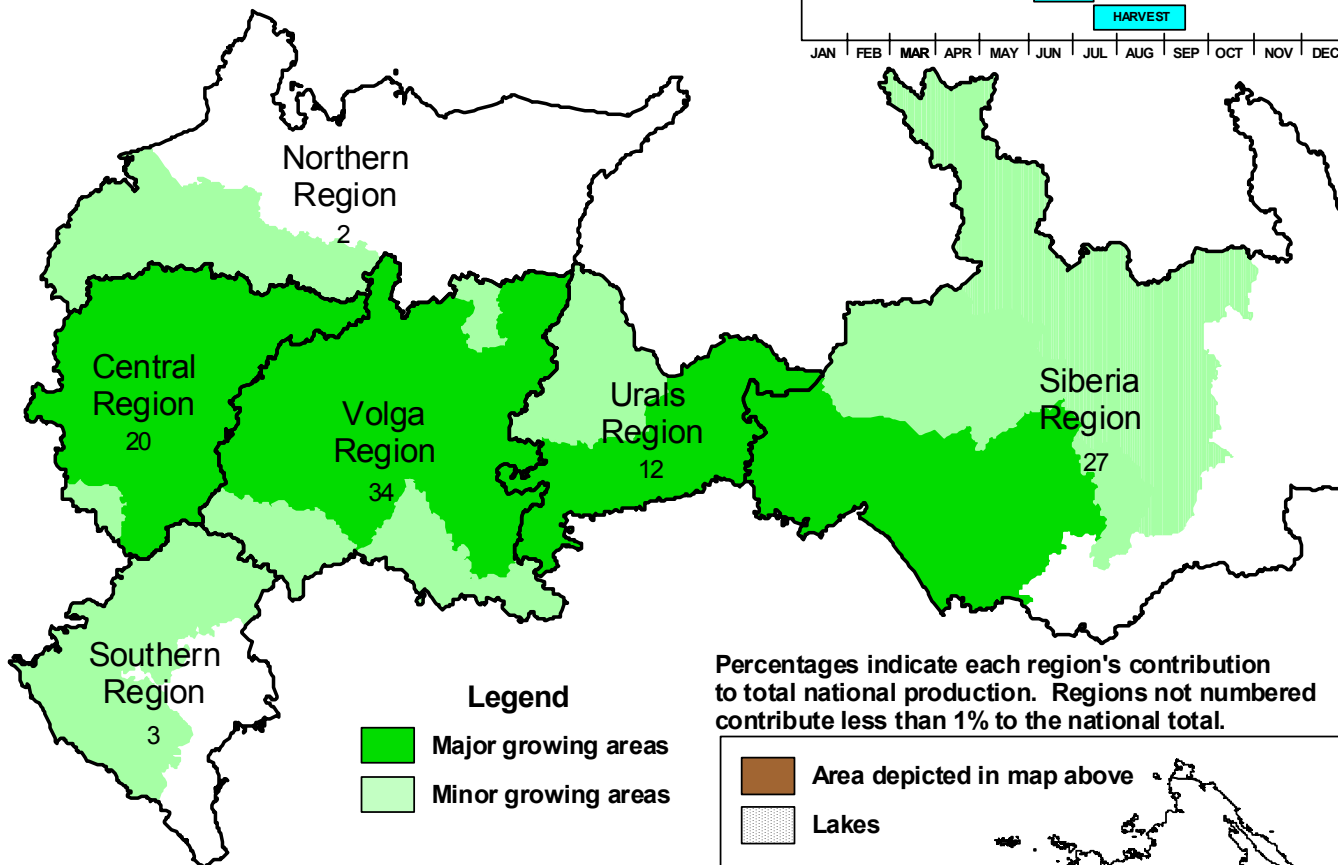 HARVEST
JAN FEB MAR APR MAY JUN JUL AUG SEP OCT NOV DEC
Northern
Region
2
Central
Region
20
Volga
Region
34
Urals
Region
12
Siberia
Region
27
Southern
Region
3
Legend
Major growing areas
Minor growing areas
Percentages indicate each region's contribution
to total national production. Regions not numbered
contribute less than 1% to the national total.
Area depicted in map above
Lakes